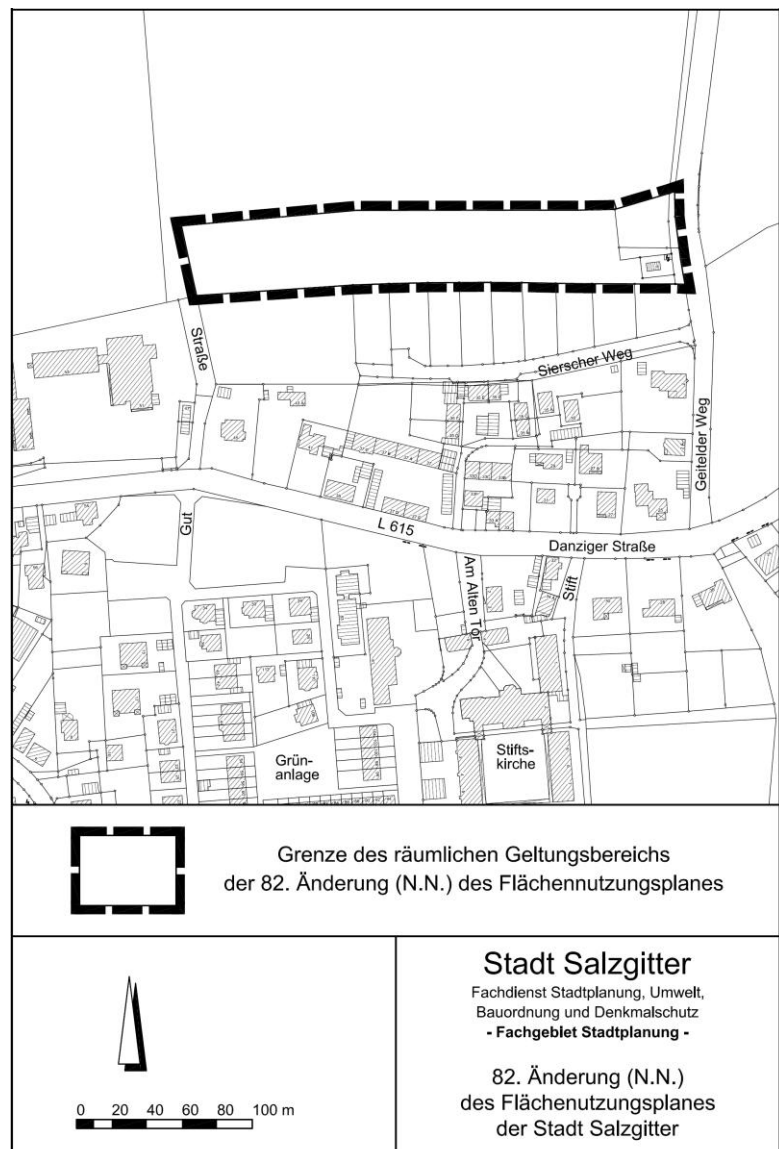 Straße
Sierscher Weg
Geitelder Weg
Gut
L 615
Danziger Straße
Am Alten Tor
Stift
Grün-
anlage
Stifts-
kirche
Grenze des räumlichen Geltungsbereichs
der 82. Änderung (N.N.) des Flächennutzungsplanes
0 20 40 60 80 100 m
Stadt Salzgitter
Fachdienst Stadtplanung, Umwelt,
Bauordnung und Denkmalschutz
- Fachgebiet Stadtplanung -
82. Änderung (N.N.)
des Flächenutzungsplanes
der Stadt Salzgitter